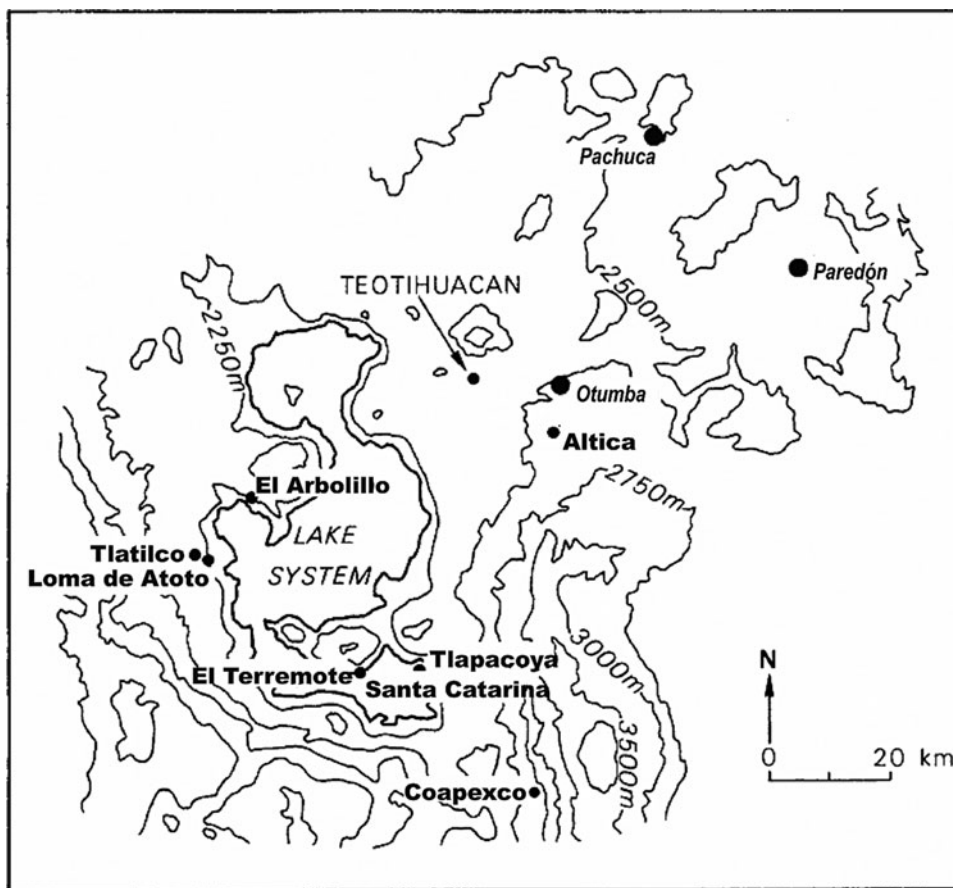 Pachuca
Paredón
2500m
TEOTIHUACAN
2250m
Otumba
Altica
2750m
El Arbolillo
LAKE
SYSTEM
Tlatilco
Loma de Atoto
3000m
Tlapacoya
El Terremote
Santa Catarina
N
3500m
0 20 km
Coapexco